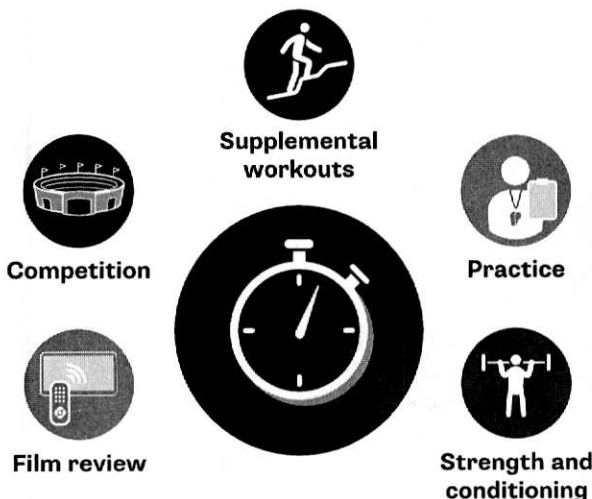 Supplemental
workouts
Competition
Practice
Film review
Strength and
conditioning